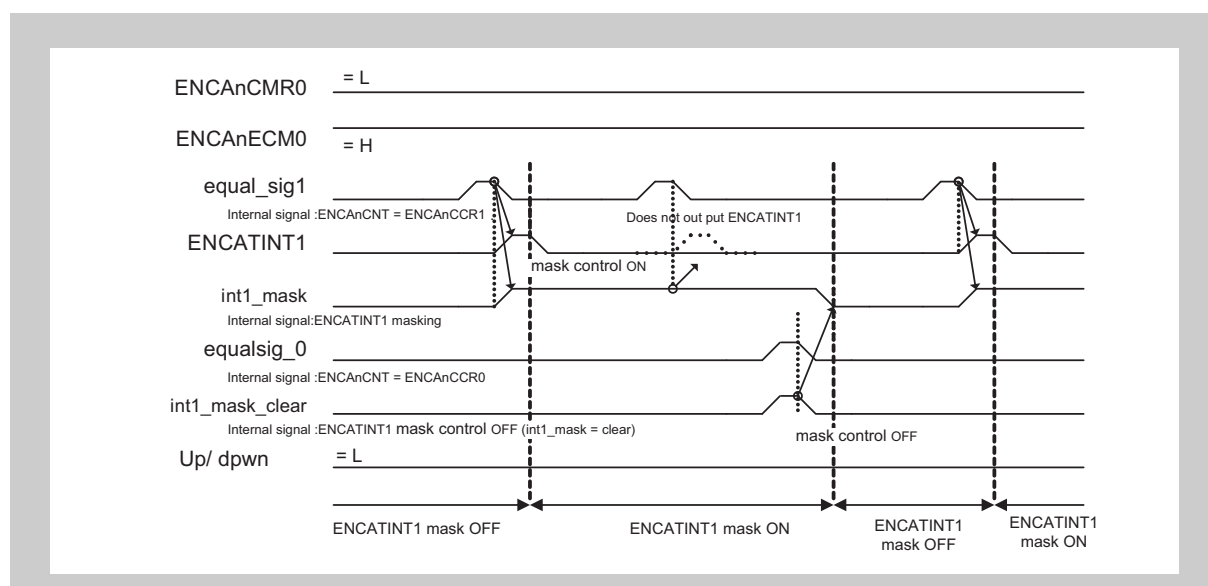 ENCAnCMR0 = L
ENCAnECM0 = H
equal_sig1
Internal signal :ENCAnCNT = ENCAnCCR1
Does not out put ENCATINT1
ENCATINT1
mask control ON
int1_mask
Internal signal:ENCATINT1 masking
equalsig_0
Internal signal :ENCAnCNT = ENCAnCCR0
int1_mask_clear
Internal signal :ENCATINT1 mask control OFF (int1_mask = clear)
mask control OFF
Up/ dpwn = L
ENCATINT1 mask OFF
ENCATINT1 mask ON
ENCATINT1
mask OFF
ENCATINT1
mask ON